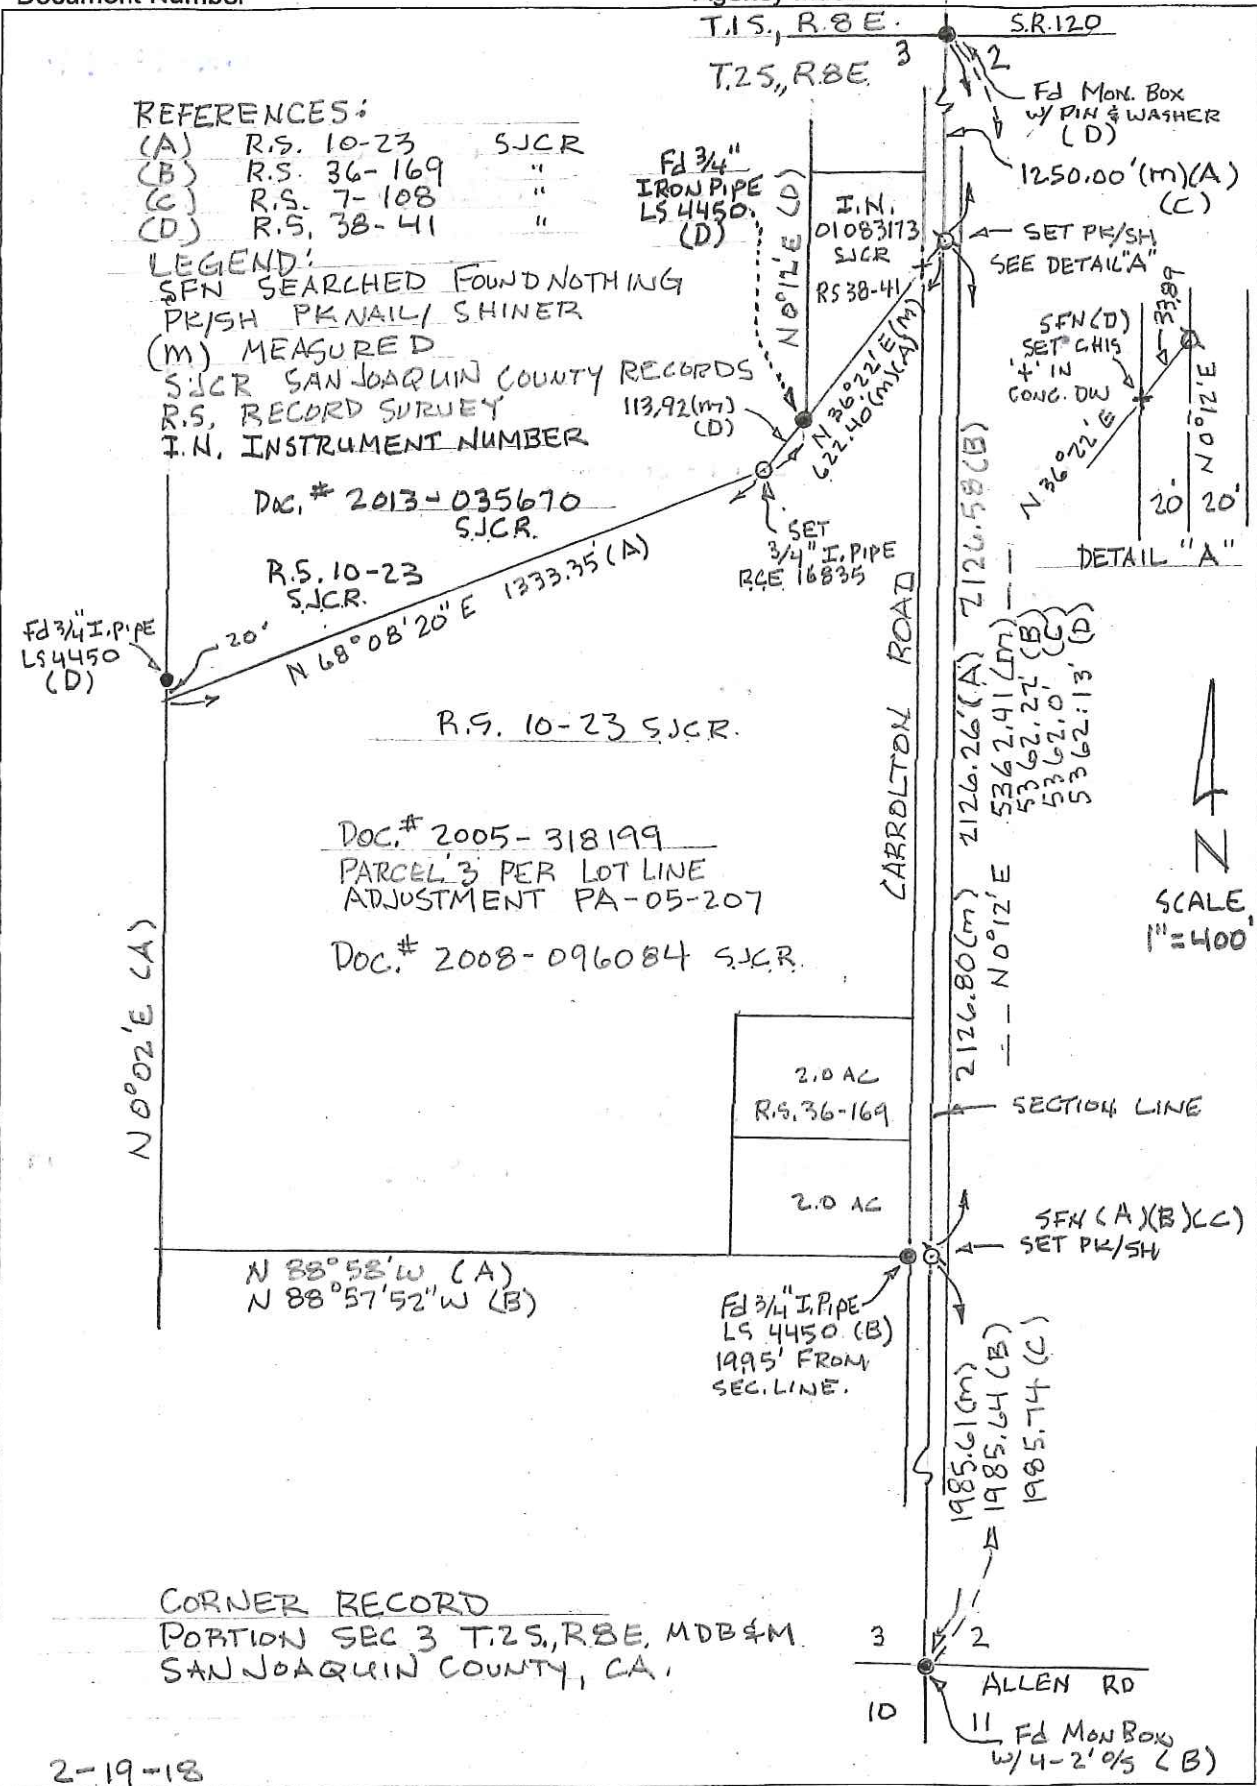 T.1S., R.8E.
S.R.120
3
2
T.2S., R8E.
REFERENCES:
(A) R.S. 10-23 SJCR
(B) R.S. 36-169 "
(C) R.S. 7-108 "
(D) R.S. 38-41 "
LEGEND:
SFN SEARCHED FOUND NOTHING
PK/SH PK NAIL/ SHINER
(m) MEASURED
SJCR SAN JOAQUIN COUNTY RECORDS
R.S. RECORD SURVEY
I.N. INSTRUMENT NUMBER
Fd Mon. Box
w/ PIN & WASHER
(D)
1250.00'(m)(A)
(C)
Fd 3/4"
IRON PIPE
LS 4450.
(D)
N 0°12'E (D)
I.N.
01083173
SJCR
RS 38-41
SET PK/SH
SEE DETAIL "A"
SFN (D)
SET CHIS
"+" IN
CONC. DW
33.89
N 0°12'E
N 36°22'E
20'
20'
DETAIL "A"
113.92(m)
(D)
N 36°22'E(M)
622.40'(m)(A)
SET
3/4" I. PIPE
RCE 16835
Doc.# 2013-035670
S.J.C.R.
R.S. 10-23
S.J.C.R.
1333.35'(A)
N 68°08'20"E
20'
Fd 3/4" I. PIPE
LS 4450
(D)
R.S. 10-23 S.J.C.R.
CARROLTON ROAD
2126.80(m) 2126.26'(A) 2126.58(B)
N 0°12'E 5362.41(m)
5362.22' (B)
5362.0' (C)
5362.13' (D)
N
SCALE
1"=400'
Doc.# 2005-318199
PARCEL '3 PER LOT LINE
ADJUSTMENT PA-05-207
Doc.# 2008-096084 S.J.C.R.
N 0°02'E (A)
2.0 AC
R.S. 36-169
2.0 AC
SECTION LINE
SFN (A)(B)(C)
SET PK/SH
N 88°58'W (A)
N 88°57'52"W (B)
Fd 3/4" I. PIPE
LS 4450 (B)
19.95' FROM
SEC. LINE.
1985.61(m)
1985.64(B)
1985.74(C)
CORNER RECORD
PORTION SEC 3 T.2S., R.8E. MDB&M
SAN JOAQUIN COUNTY, CA.
3
2
ALLEN RD
10
11
Fd Mon Box
w/ 4-2' O/S (B)
2-19-18